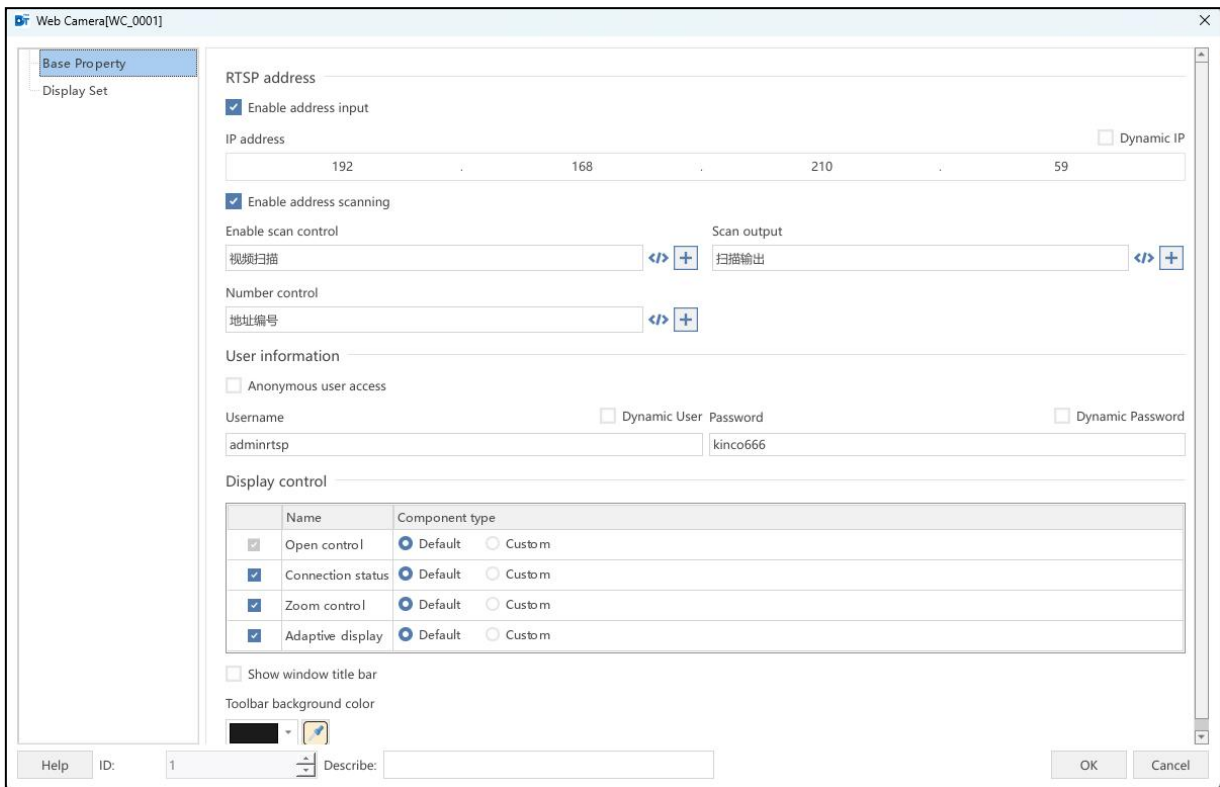 DT Web Camera[WC_0001]
Base Property
Display Set
RTSP address
Enable address input
IP address Dynamic IP
192 . 168 . 210 . 59
Enable address scanning
Enable scan control Scan output
视频扫描 </> + 扫描输出 </> +
Number control
地址编号 </> +
User information
Anonymous user access
Username Dynamic User Password Dynamic Password
adminrtsp kinco666
Display control
Name Component type
Open control Default Custom
Connection status Default Custom
Zoom control Default Custom
Adaptive display Default Custom
Show window title bar
Toolbar background color
Help ID: 1 Describe: OK Cancel